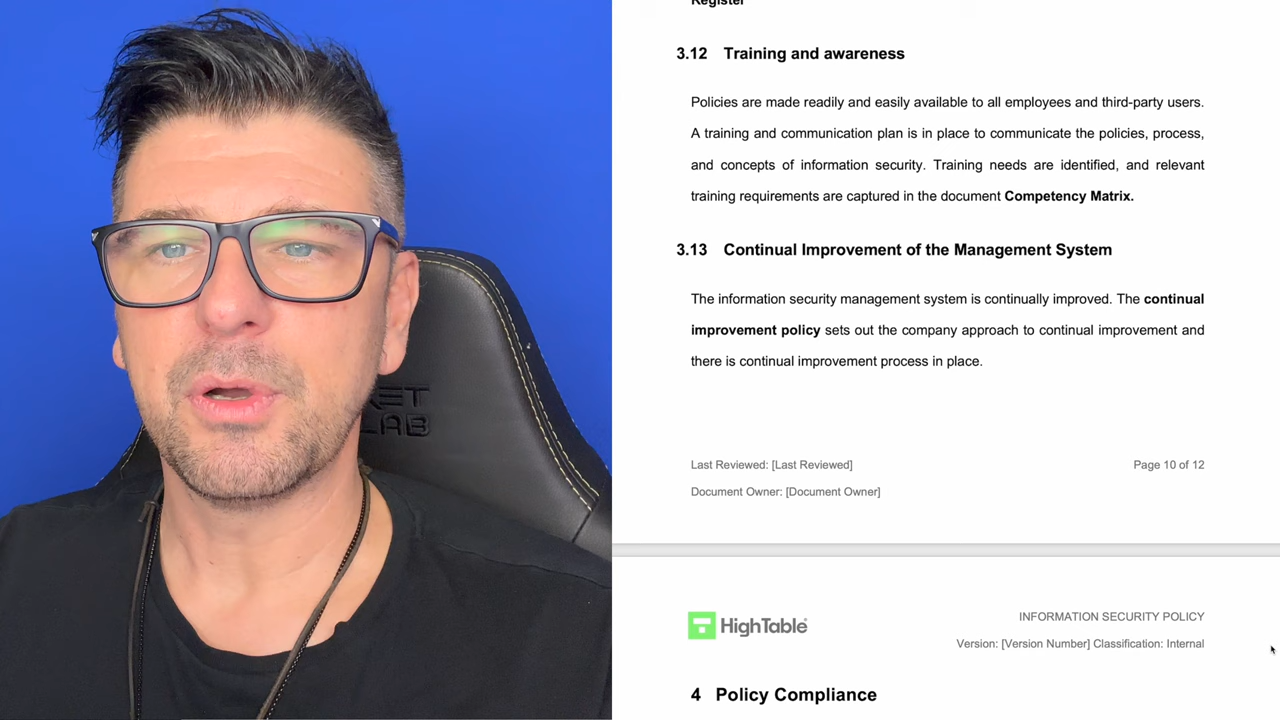 Register
3.12 Training and awareness
Policies are made readily and easily available to all employees and third-party users.
A training and communication plan is in place to communicate the policies, process,
and concepts of information security. Training needs are identified, and relevant
training requirements are captured in the document Competency Matrix.
3.13 Continual Improvement of the Management System
The information security management system is continually improved. The continual
improvement policy sets out the company approach to continual improvement and
there is continual improvement process in place.
Last Reviewed: [Last Reviewed]
Page 10 of 12
Document Owner: [Document Owner]
HighTable
INFORMATION SECURITY POLICY
Version: [Version Number] Classification: Internal
4 Policy Compliance